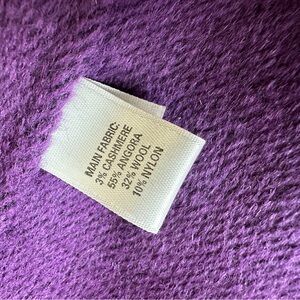 MAIN FABRIC:
3% CASHMERE
55% ANGORA
32% WOOL
10% NYLON